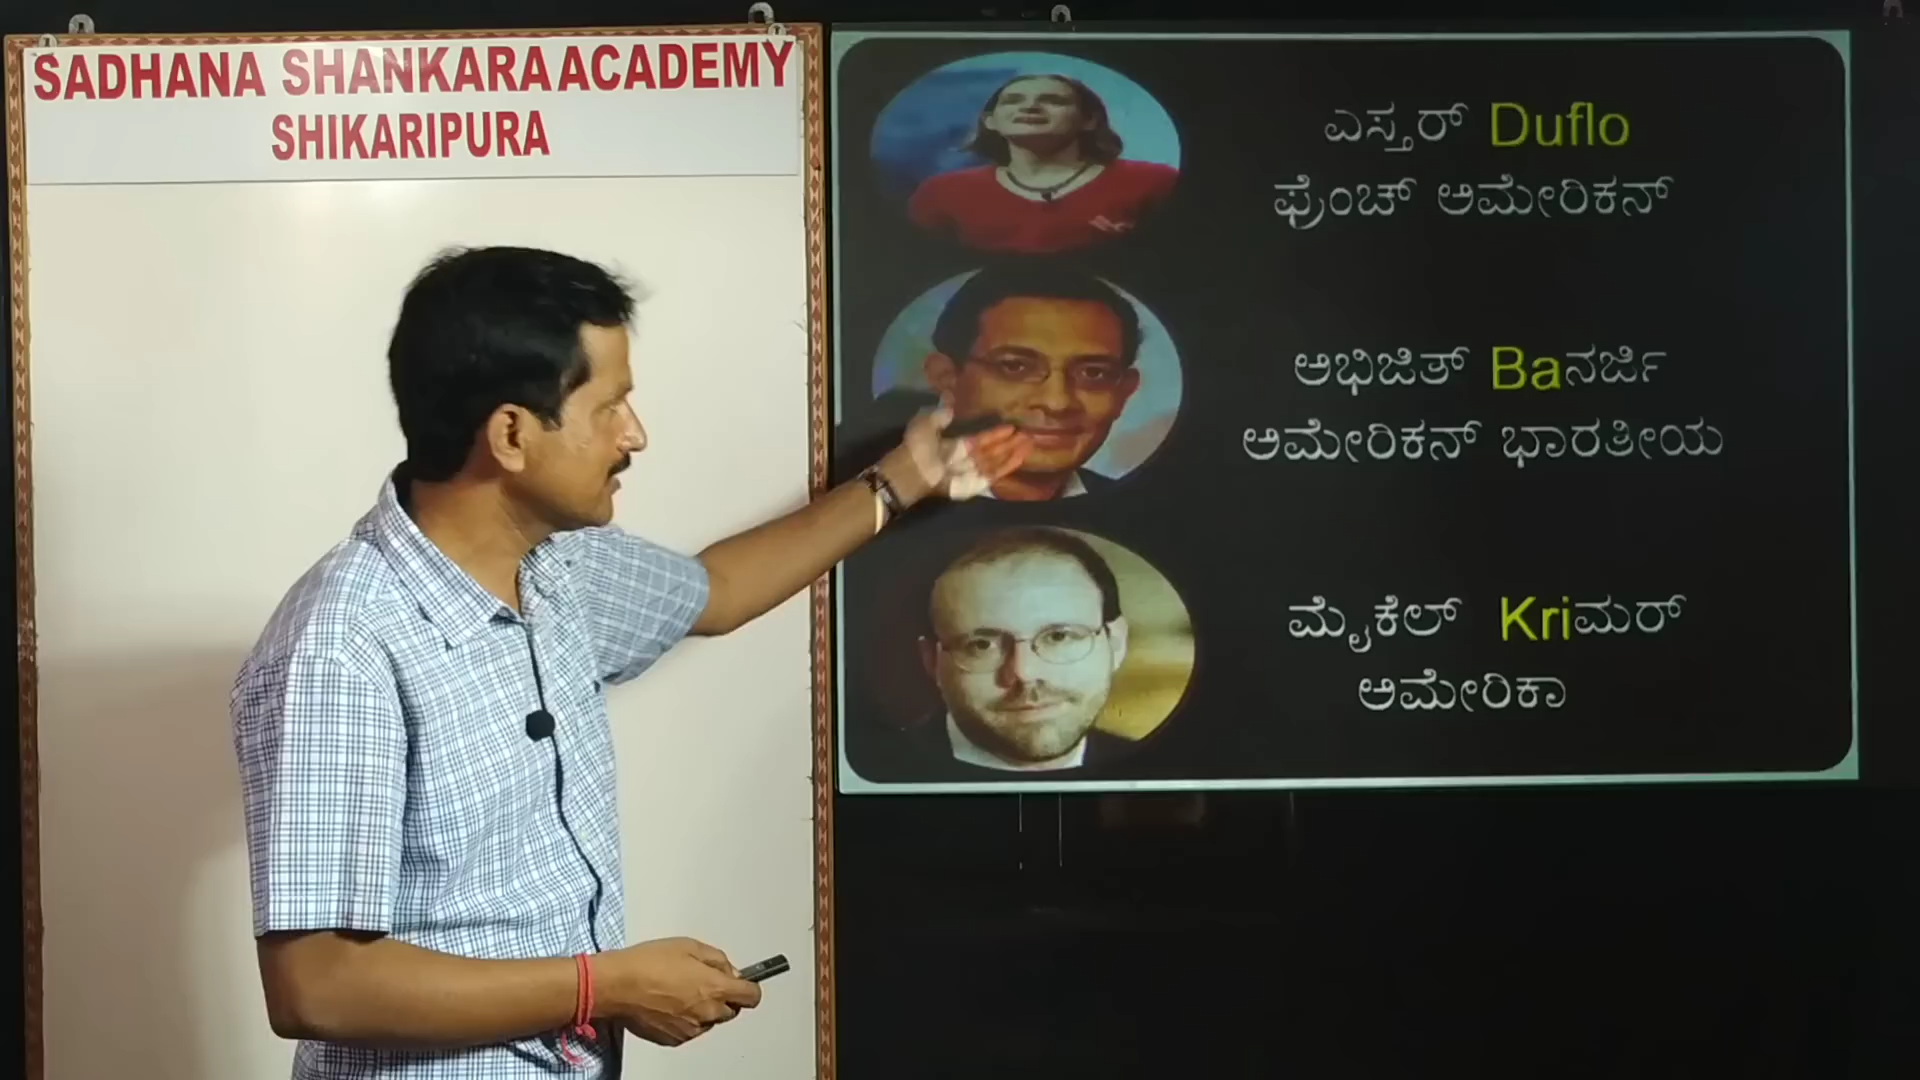 SADHANA SHANKARA ACADEMY
SHIKARIPURA
ಎಸ್ತರ್ Duflo
ಫ್ರೆಂಚ್ ಅಮೇರಿಕನ್
ಅಭಿಜಿತ್ Baನರ್ಜಿ
ಅಮೇರಿಕನ್ ಭಾರತೀಯ
ಮೈಕೆಲ್ Kriಮರ್
ಅಮೇರಿಕಾ